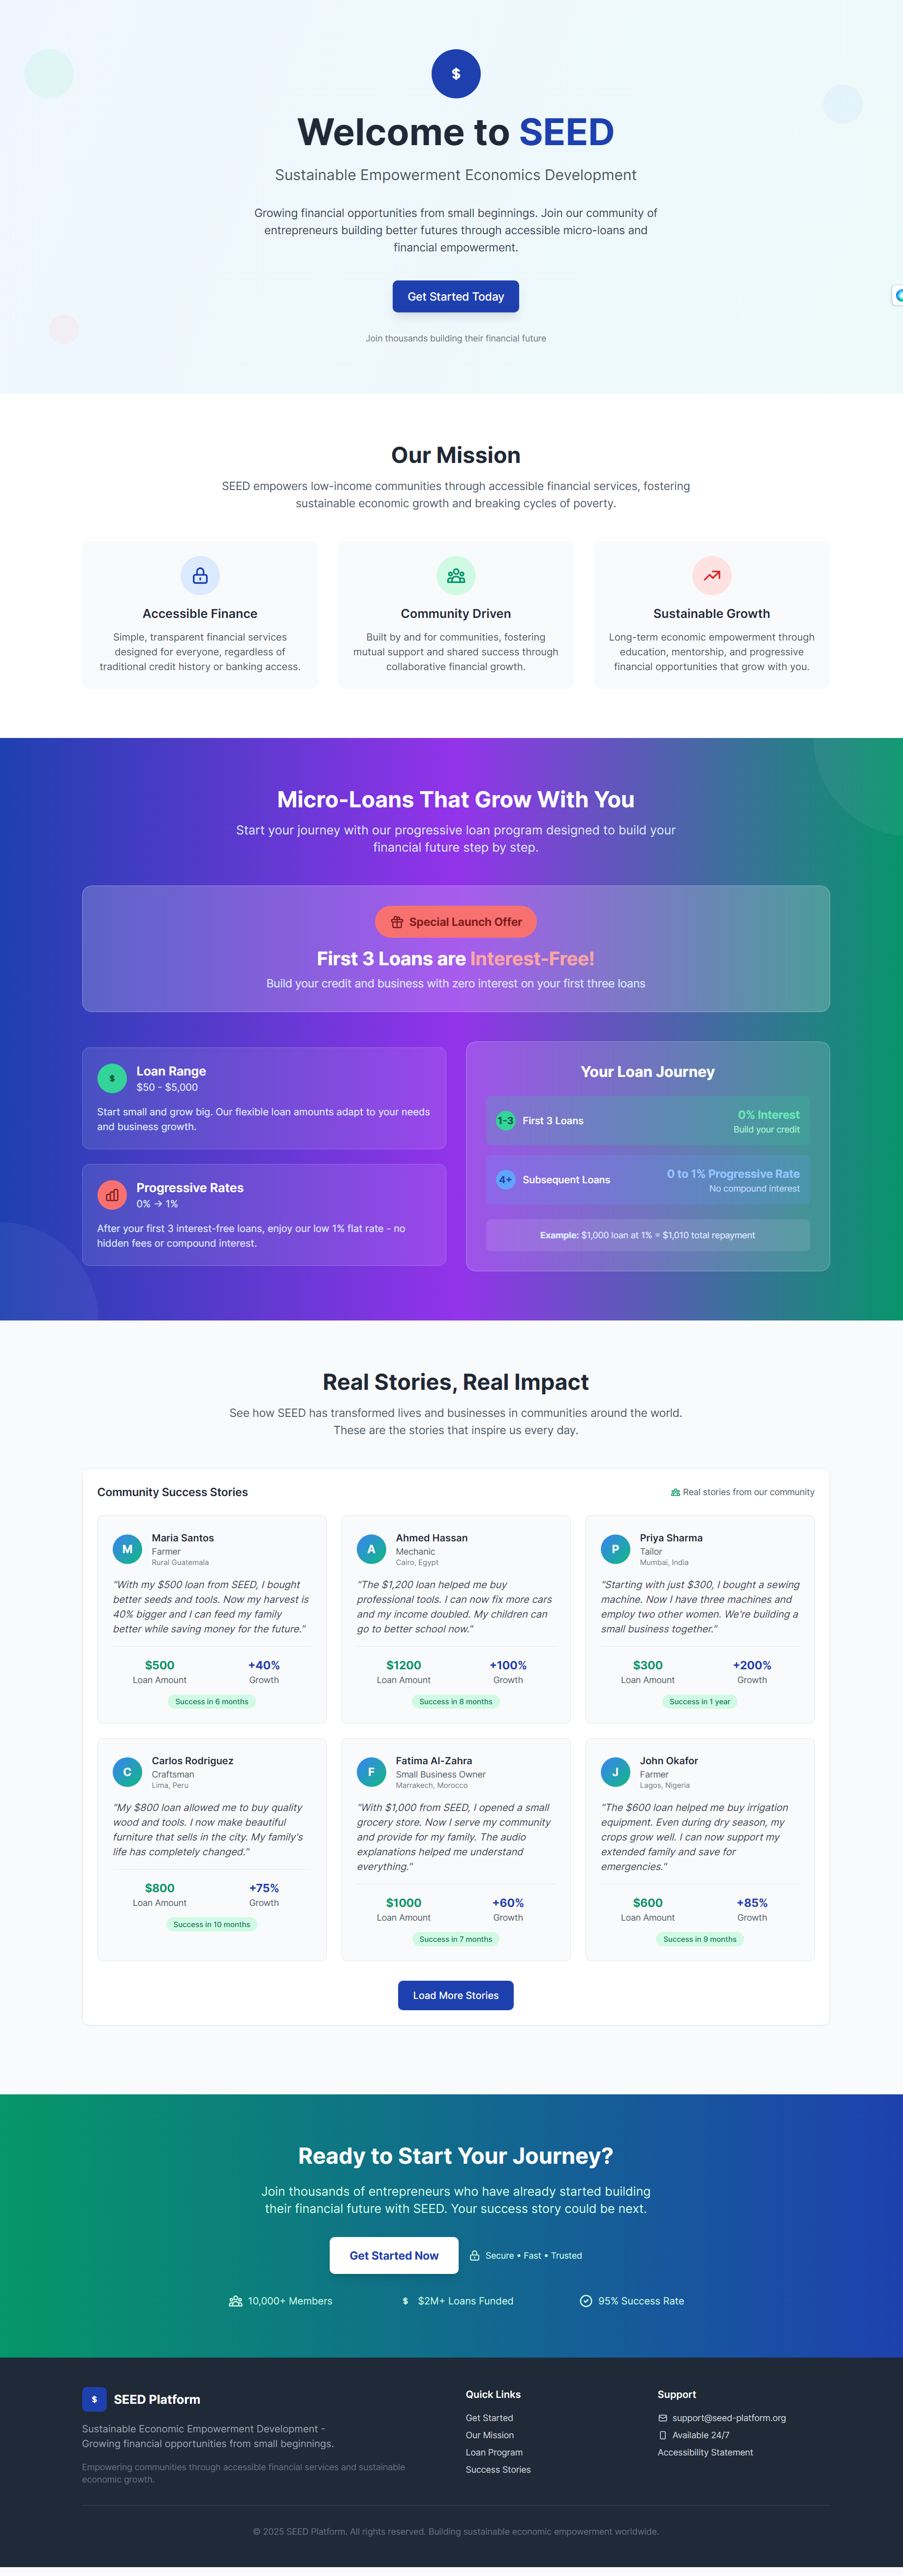 $
Welcome to SEED
Sustainable Empowerment Economics Development
Growing financial opportunities from small beginnings. Join our community of
entrepreneurs building better futures through accessible micro-loans and
financial empowerment.
Get Started Today
Join thousands building their financial future
Our Mission
SEED empowers low-income communities through accessible financial services, fostering
sustainable economic growth and breaking cycles of poverty.
Accessible Finance
Simple, transparent financial services
designed for everyone, regardless of
traditional credit history or banking access.
Community Driven
Built by and for communities, fostering
mutual support and shared success through
collaborative financial growth.
Sustainable Growth
Long-term economic empowerment through
education, mentorship, and progressive
financial opportunities that grow with you.
Micro-Loans That Grow With You
Start your journey with our progressive loan program designed to build your
financial future step by step.
Special Launch Offer
First 3 Loans are Interest-Free!
Build your credit and business with zero interest on your first three loans
$
Loan Range
$50 - $5,000
Start small and grow big. Our flexible loan amounts adapt to your needs
and business growth.
Progressive Rates
0% → 1%
After your first 3 interest-free loans, enjoy our low 1% flat rate - no
hidden fees or compound interest.
Your Loan Journey
1-3
First 3 Loans
0% Interest
Build your credit
4+
Subsequent Loans
0 to 1% Progressive Rate
No compound interest
Example: $1,000 loan at 1% = $1,010 total repayment
Real Stories, Real Impact
See how SEED has transformed lives and businesses in communities around the world.
These are the stories that inspire us every day.
Community Success Stories
Real stories from our community
M
Maria Santos
Farmer
Rural Guatemala
"With my $500 loan from SEED, I bought
better seeds and tools. Now my harvest is
40% bigger and I can feed my family
better while saving money for the future."
$500
Loan Amount
+40%
Growth
Success in 6 months
A
Ahmed Hassan
Mechanic
Cairo, Egypt
"The $1,200 loan helped me buy
professional tools. I can now fix more cars
and my income doubled. My children can
go to better school now."
$1200
Loan Amount
+100%
Growth
Success in 8 months
P
Priya Sharma
Tailor
Mumbai, India
"Starting with just $300, I bought a sewing
machine. Now I have three machines and
employ two other women. We're building a
small business together."
$300
Loan Amount
+200%
Growth
Success in 1 year
C
Carlos Rodriguez
Craftsman
Lima, Peru
"My $800 loan allowed me to buy quality
wood and tools. I now make beautiful
furniture that sells in the city. My family's
life has completely changed."
$800
Loan Amount
+75%
Growth
Success in 10 months
F
Fatima Al-Zahra
Small Business Owner
Marrakech, Morocco
"With $1,000 from SEED, I opened a small
grocery store. Now I serve my community
and provide for my family. The audio
explanations helped me understand
everything."
$1000
Loan Amount
+60%
Growth
Success in 7 months
J
John Okafor
Farmer
Lagos, Nigeria
"The $600 loan helped me buy irrigation
equipment. Even during dry season, my
crops grow well. I can now support my
extended family and save for
emergencies."
$600
Loan Amount
+85%
Growth
Success in 9 months
Load More Stories
Ready to Start Your Journey?
Join thousands of entrepreneurs who have already started building
their financial future with SEED. Your success story could be next.
Get Started Now
Secure • Fast • Trusted
10,000+ Members
$ $2M+ Loans Funded
95% Success Rate
$ SEED Platform
Sustainable Economic Empowerment Development -
Growing financial opportunities from small beginnings.
Empowering communities through accessible financial services and sustainable
economic growth.
Quick Links
Get Started
Our Mission
Loan Program
Success Stories
Support
support@seed-platform.org
Available 24/7
Accessibility Statement
© 2025 SEED Platform. All rights reserved. Building sustainable economic empowerment worldwide.